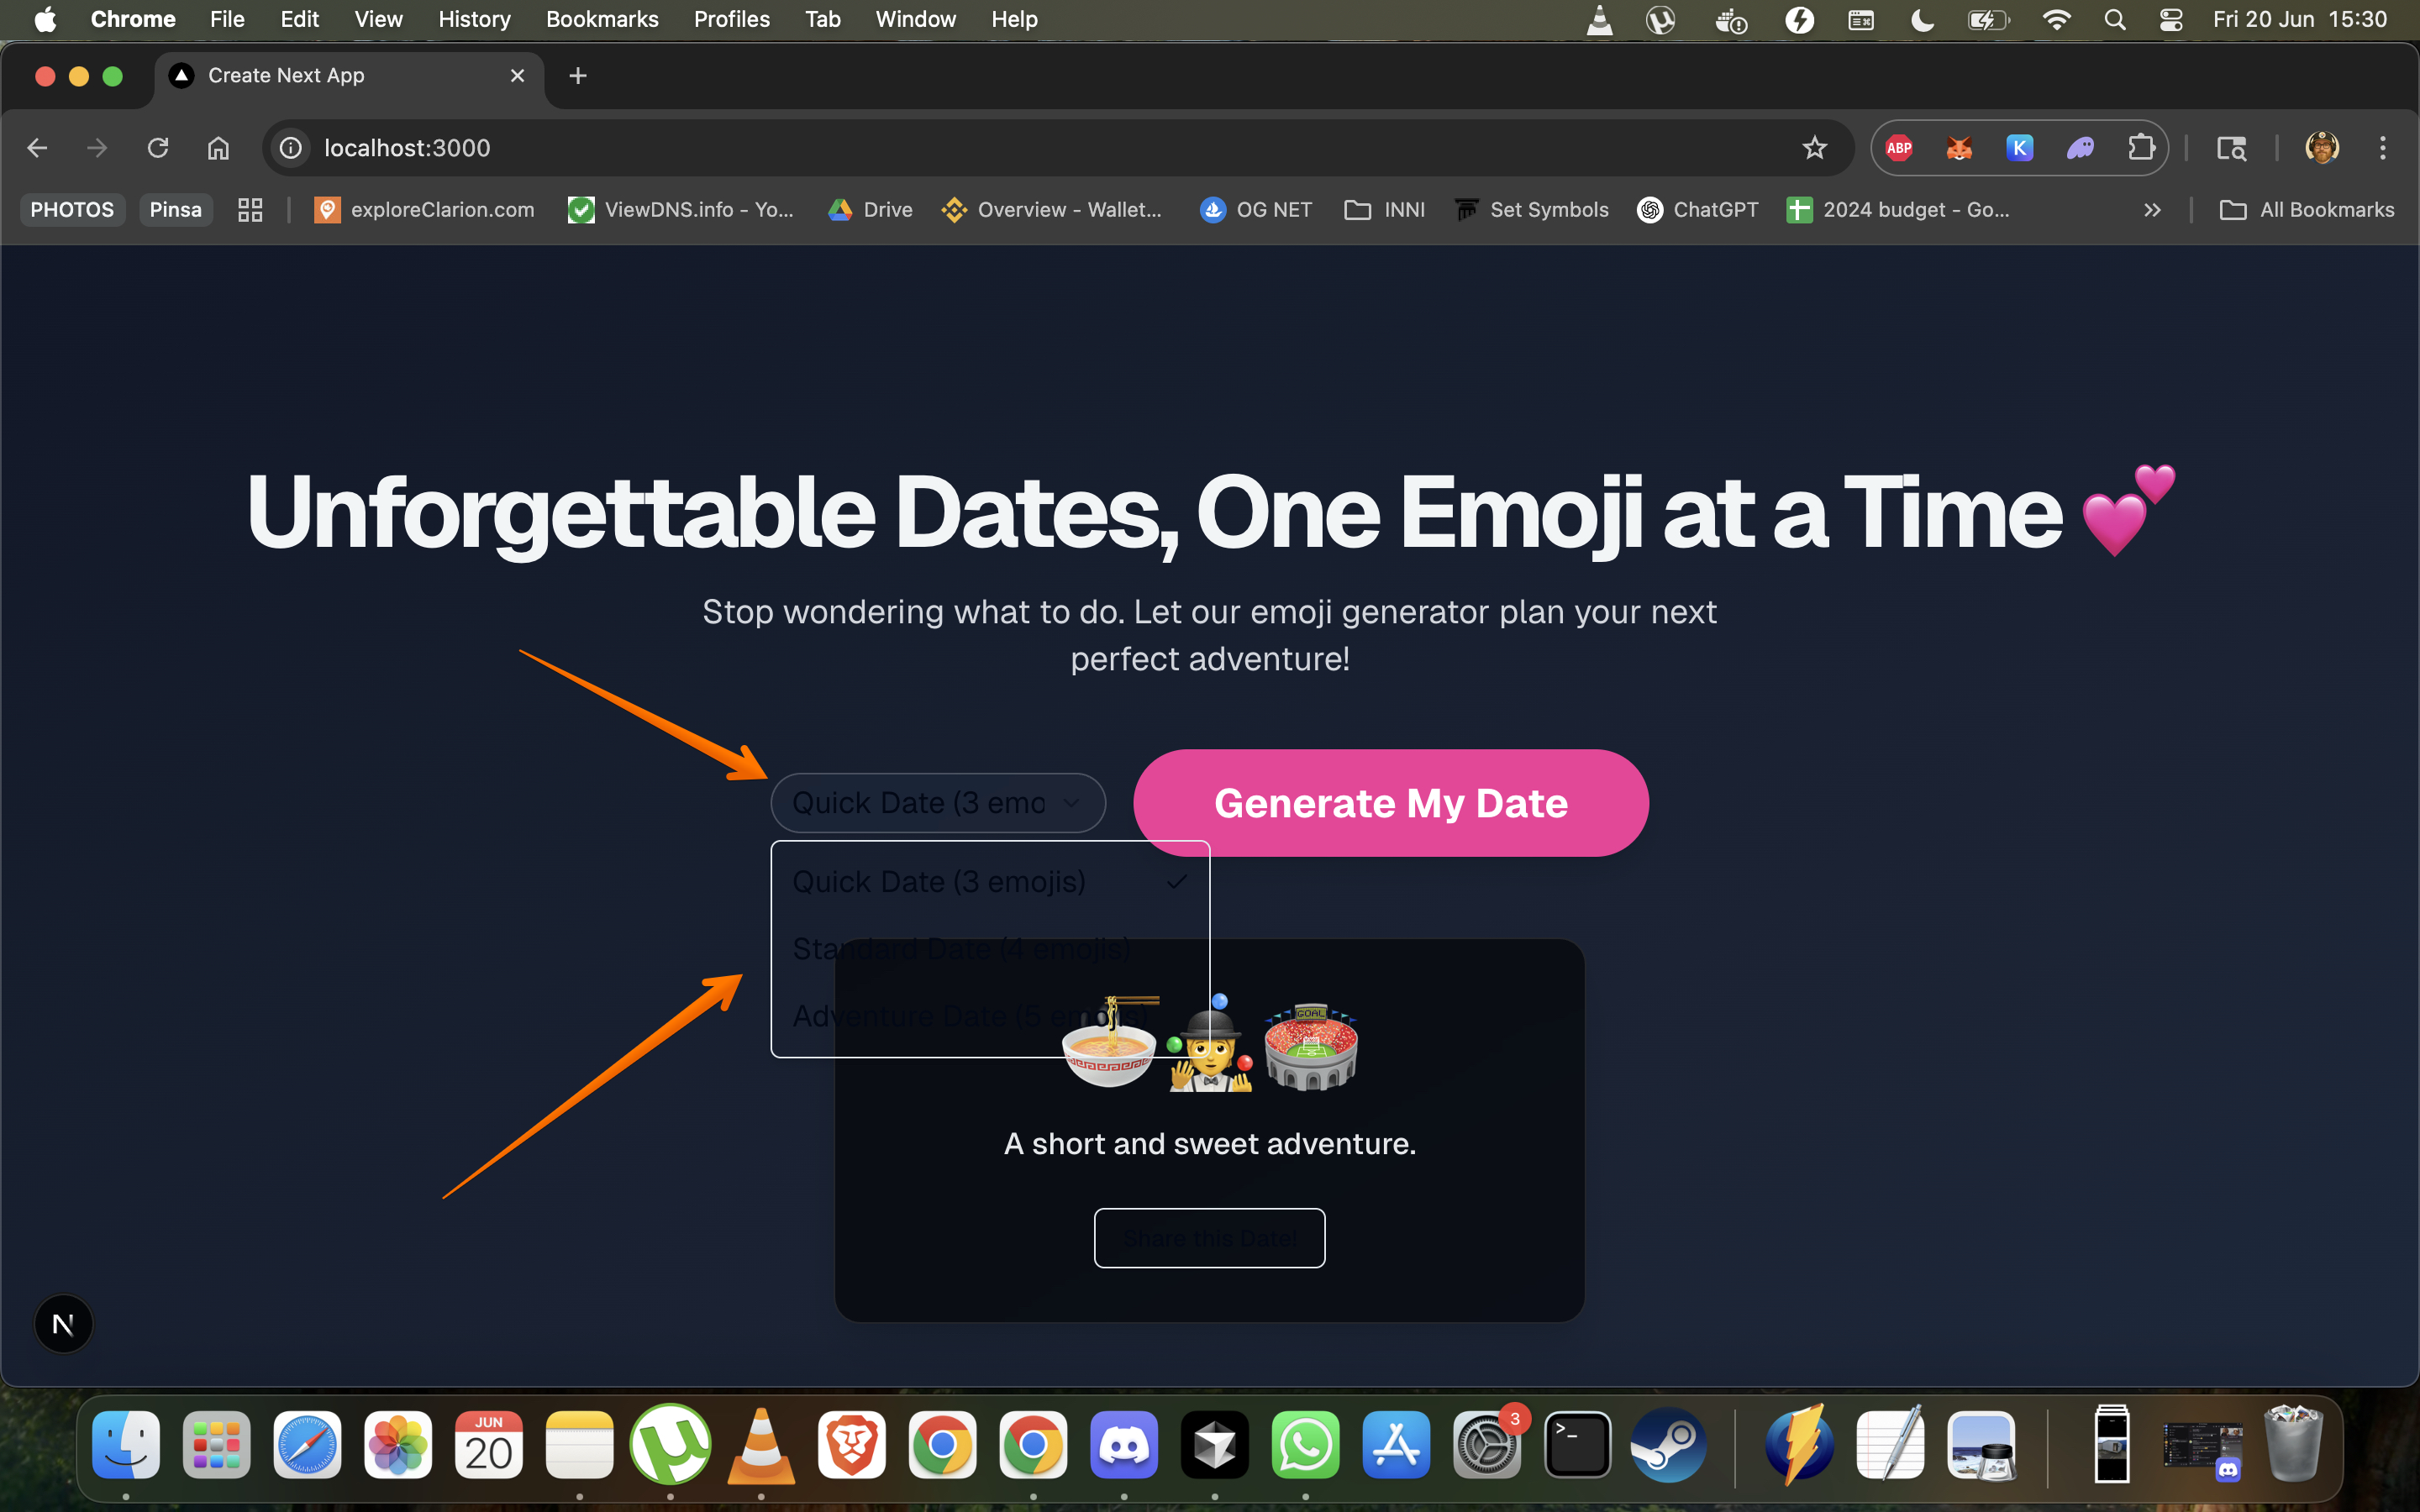 Chrome File Edit View History Bookmarks Profiles Tab Window Help Fri 20 Jun 15:30
Create Next App
localhost:3000
ABP
K
PHOTOS Pinsa exploreClarion.com ViewDNS.info - Yo... Drive Overview - Wallet... OG NET INNI Set Symbols ChatGPT 2024 budget - Go... All Bookmarks
Unforgettable Dates, One Emoji at a Time
Stop wondering what to do. Let our emoji generator plan your next
perfect adventure!
Quick Date (3 emo
Generate My Date
Quick Date (3 emojis)
Standard Date (4 emojis)
Adventure Date (5 emojis)
GOAL
A short and sweet adventure.
Share this Date!
N
JUN
20
3